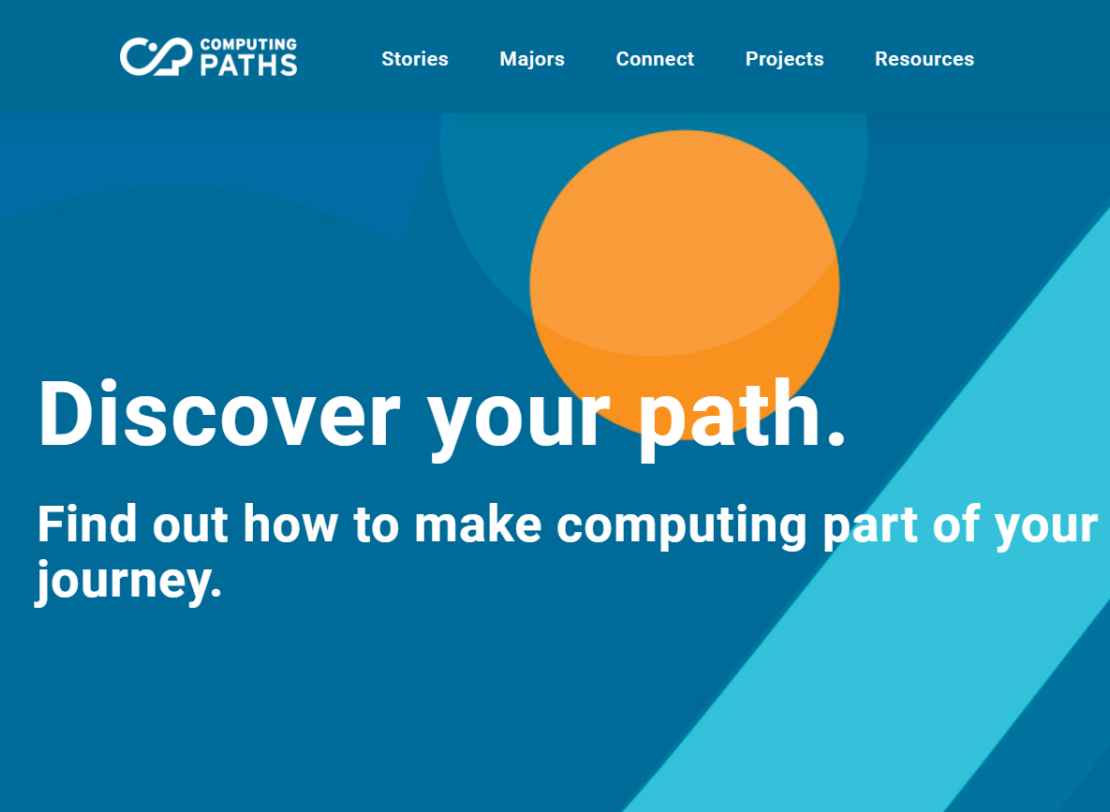 COMPUTING
PATHS
Stories Majors Connect Projects Resources
Discover your path.
Find out how to make computing part of your
journey.